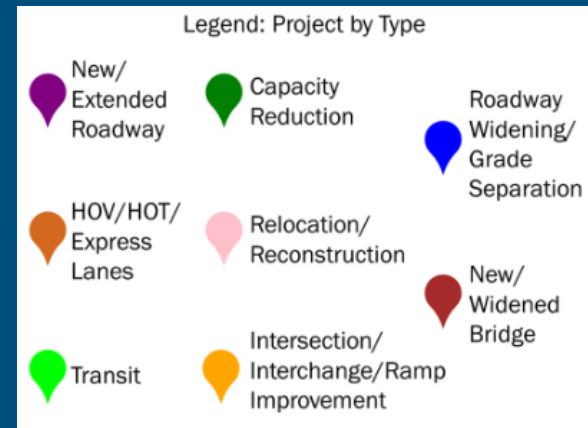 Legend: Project by Type
New/
Extended
Roadway
Capacity
Reduction
Roadway
Widening/
Grade
Separation
HOV/HOT/
Express
Lanes
Relocation/
Reconstruction
New/
Widened
Bridge
Transit
Intersection/
Interchange/Ramp
Improvement